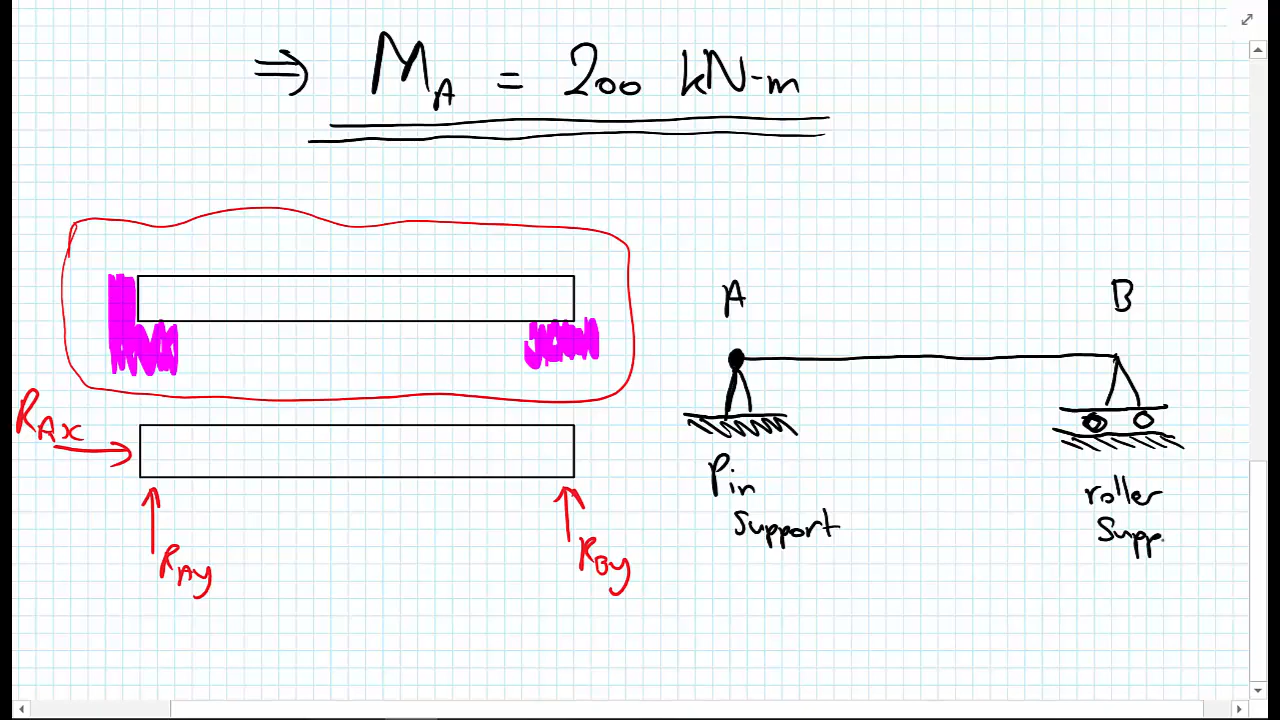 ⇒ M_A = 200 kN-m
A
B
R_Ax
R_Ay
R_By
Pin
Support
roller
Supp